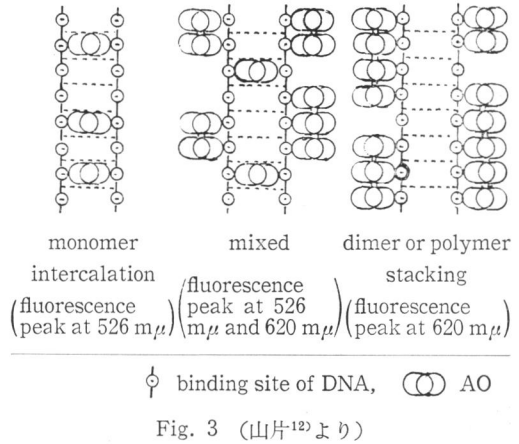 monomer
intercalation
(fluorescence
peak at 526 mμ)
mixed
(fluorescence
peak at 526
mμ and 620 mμ)
dimer or polymer
stacking
(fluorescence
peak at 620 mμ)
binding site of DNA, AO
Fig. 3 (山片¹²⁾より)